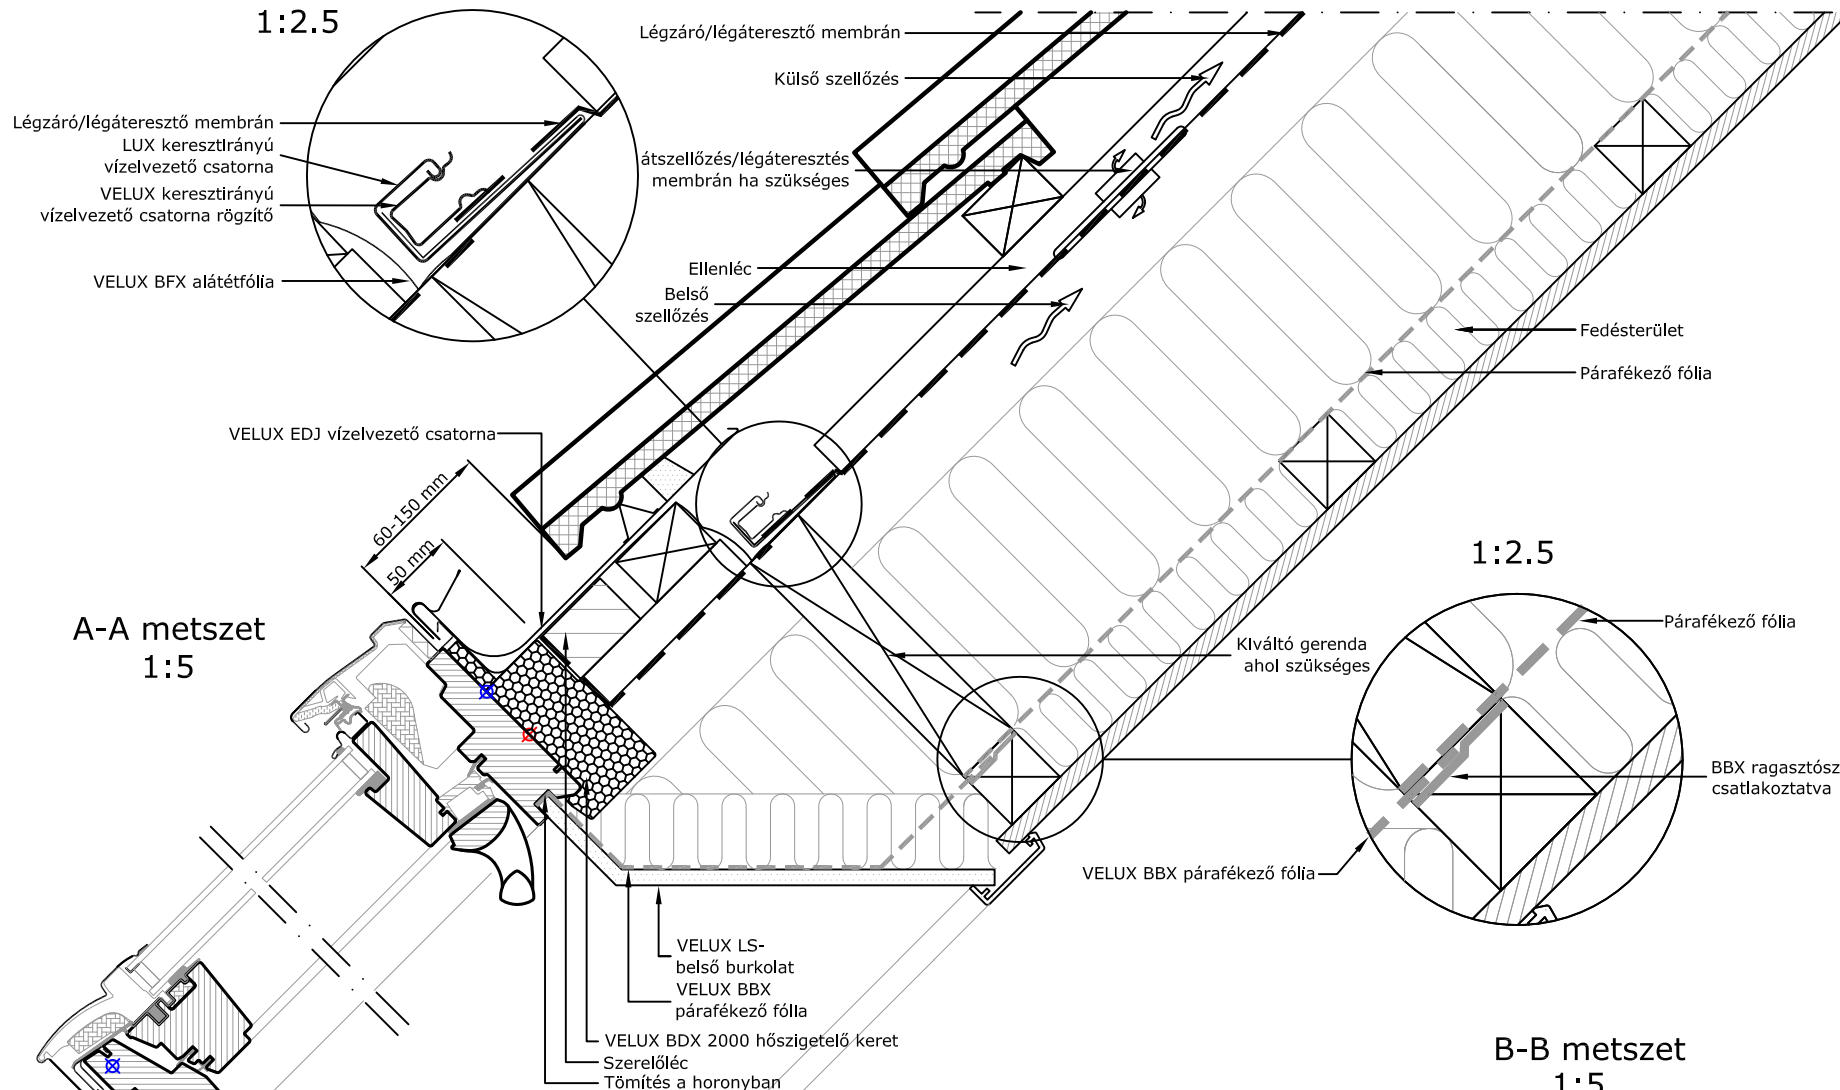 1:2.5
Légzáró/légáteresztő membrán
LUX keresztirányú
vízelvezető csatorna
VELUX keresztirányú
vízelvezető csatorna rögzítő
VELUX BFX alátétfólia
Légzáró/légáteresztő membrán
Külső szellőzés
átszellőzés/légáteresztés
membrán ha szükséges
Ellenléc
Belső
szellőzés
Fedésterület
Párafékező fólia
VELUX EDJ vízelvezető csatorna
60-150 mm
50 mm
A-A metszet
1:5
KIváltó gerenda
ahol szükséges
1:2.5
Párafékező fólia
BBX ragasztósz
csatlakoztatva
VELUX BBX párafékező fólia
VELUX LS-
belső burkolat
VELUX BBX
párafékező fólia
VELUX BDX 2000 hőszigetelő keret
Szerelőléc
Tömítés a horonyban
B-B metszet
1:5